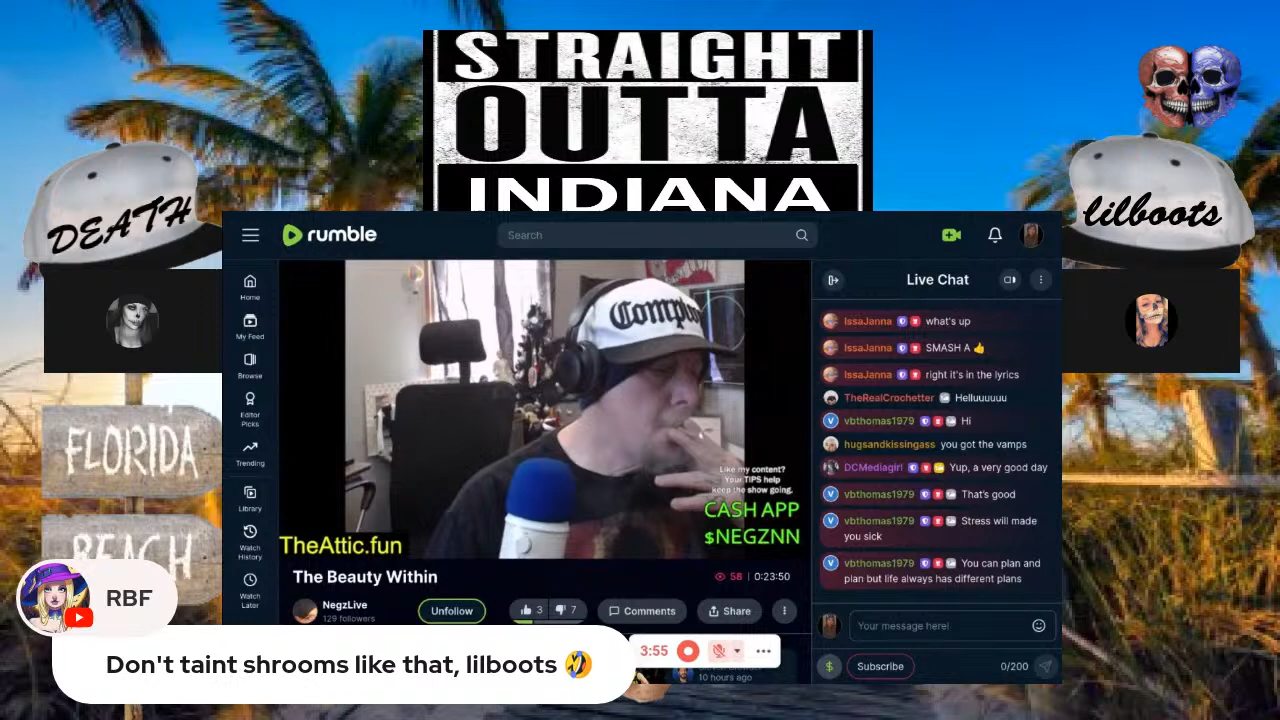 STRAIGHT
OUTTA
INDIANA
DEATH
lilboots
rumble
Search
Home
My Feed
Browse
Editor
Picks
Trending
Library
Watch
History
Watch
Later
Live Chat
IssaJanna what's up
IssaJanna SMASH A 👍
IssaJanna right it's in the lyrics
TheRealCrochetter Helluuuuuu
vbthomas1979 Hi
hugsandkissingass you got the vamps
DCMediagirl Yup, a very good day
vbthomas1979 That's good
vbthomas1979 Stress will made
you sick
vbthomas1979 You can plan and
plan but life always has different plans
Your message here!
Subscribe
0/200
Like my content?
Your TIPS help
keep the show going.
CASH APP
$NEGZNN
TheAttic.fun
The Beauty Within
58 | 0:23:50
NegzLive
129 followers
Unfollow
3
7
Comments
Share
3:55
10 hours ago
FLORIDA
BEACH
RBF
Don't taint shrooms like that, lilboots 🤣